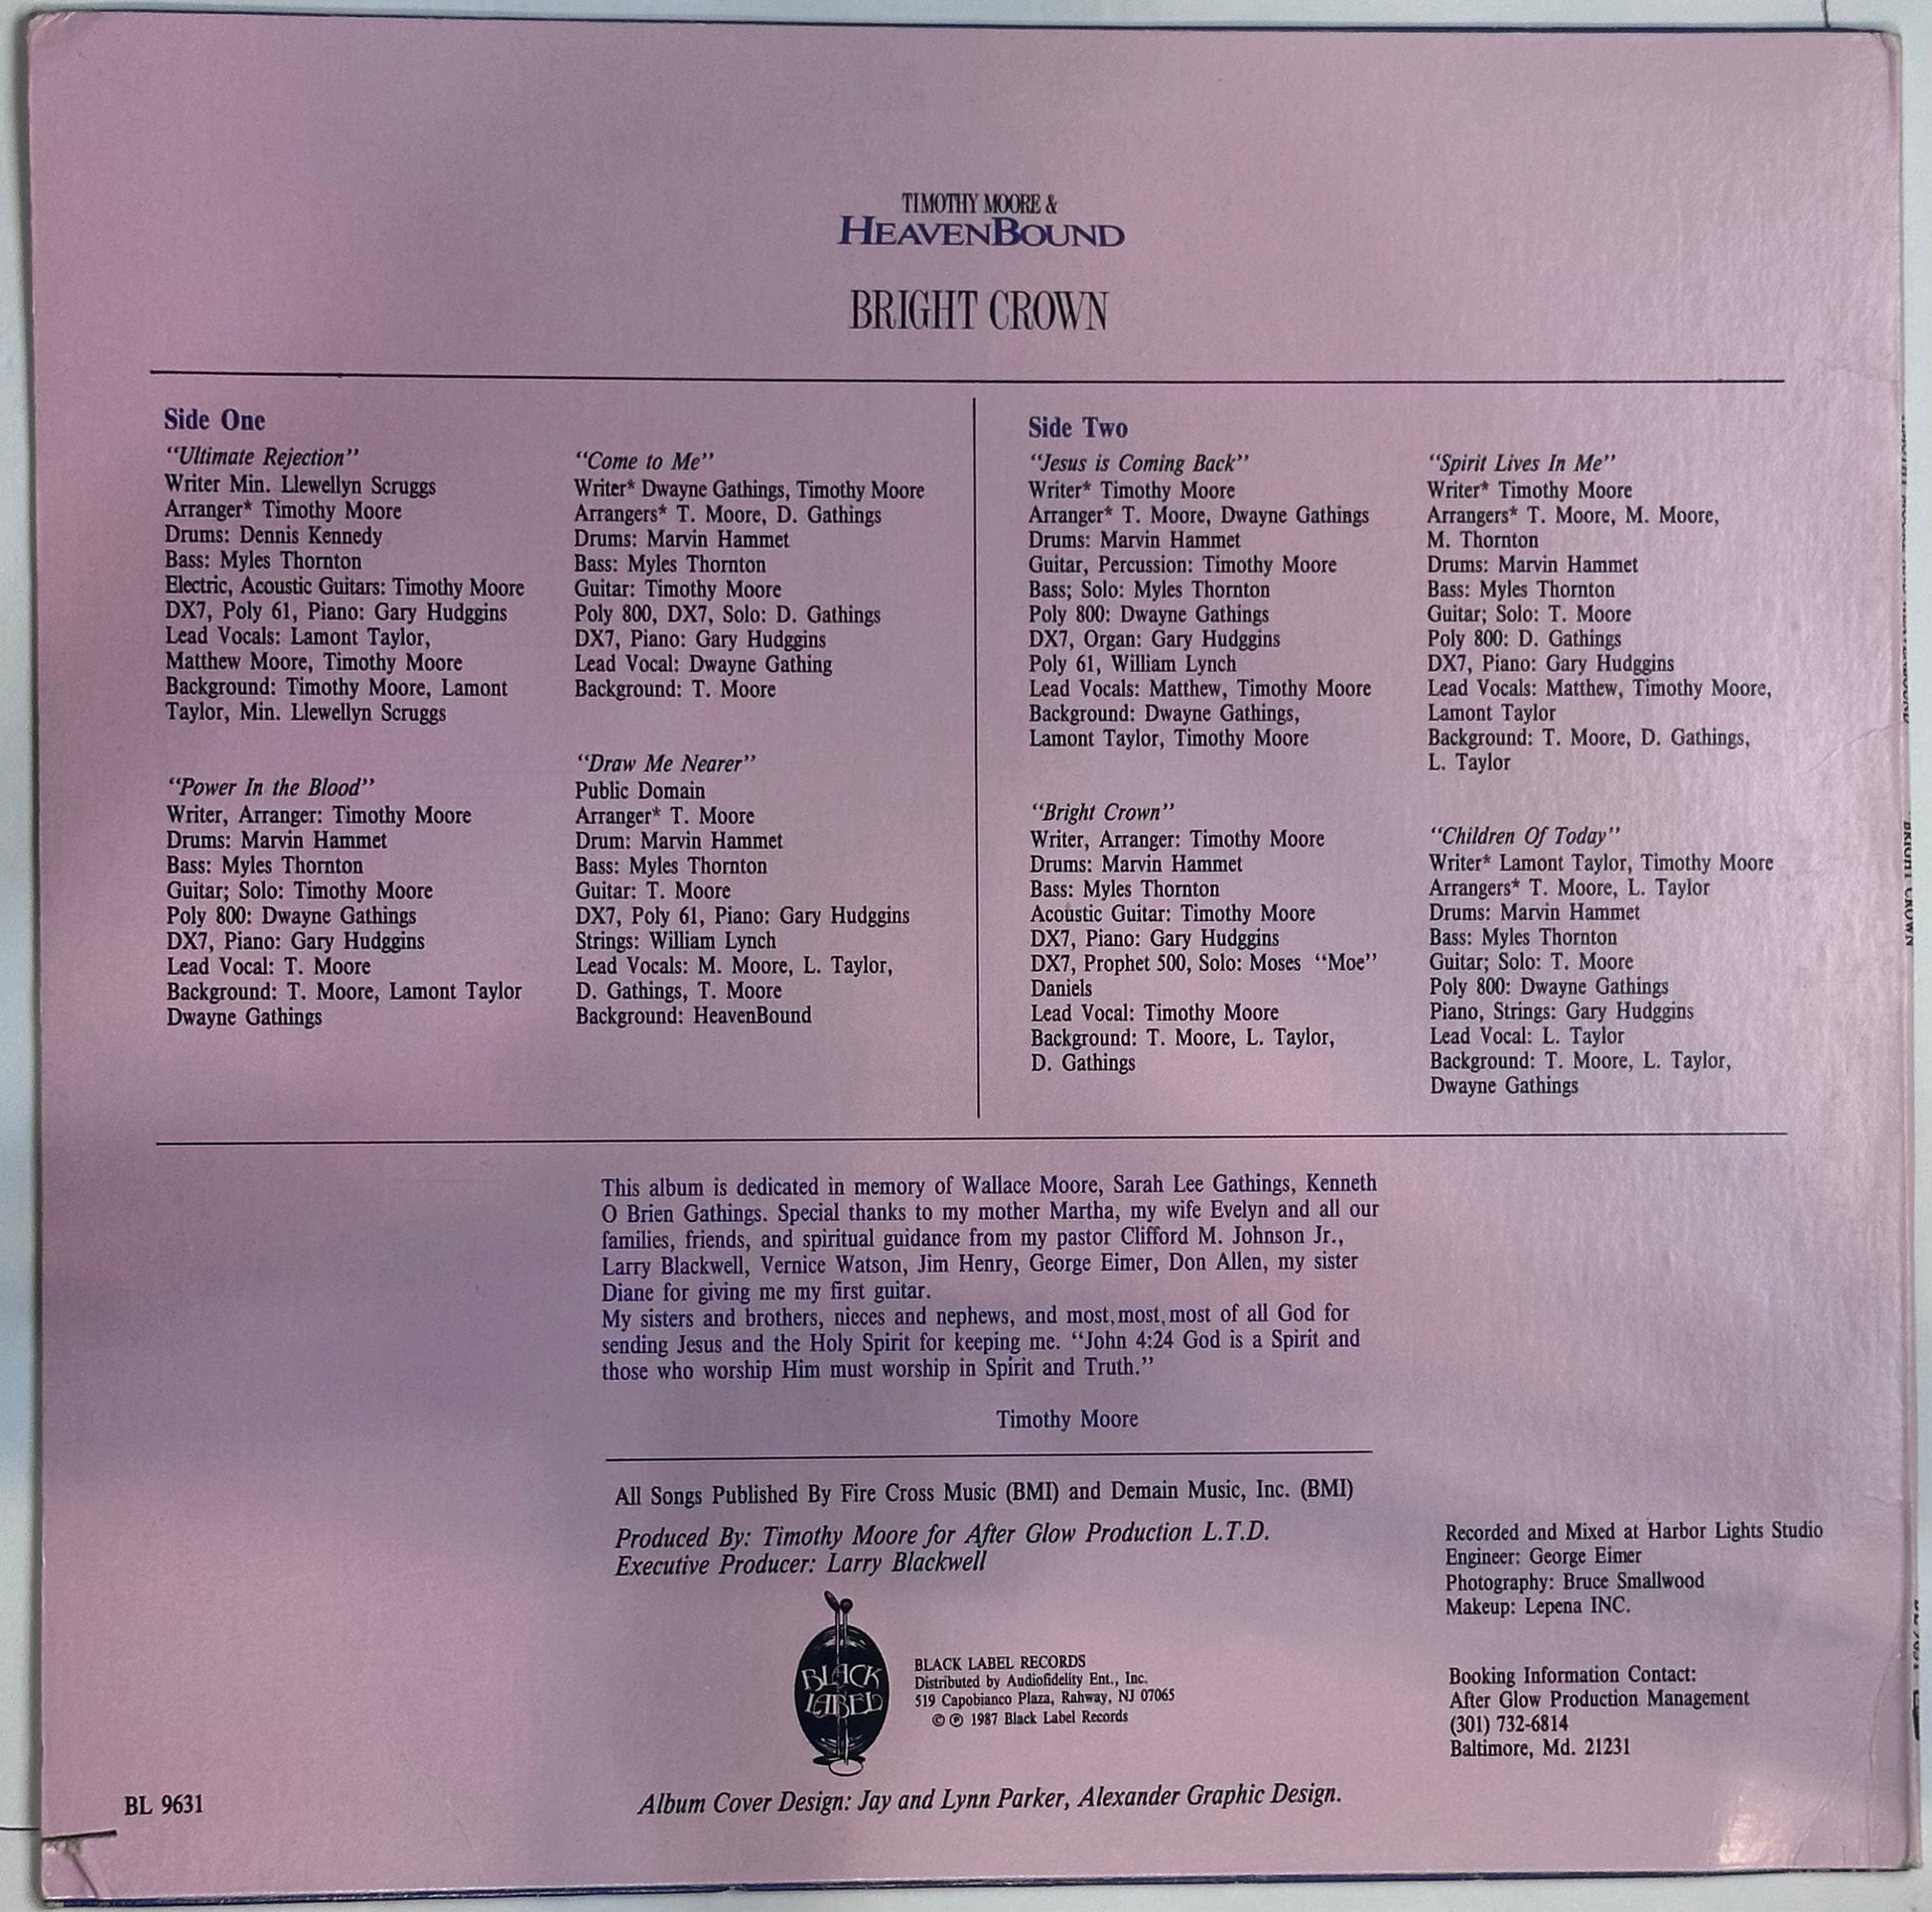 TIMOTHY MOORE &
HEAVENBOUND
BRIGHT CROWN
Side One
“Ultimate Rejection”
Writer Min. Llewellyn Scruggs
Arranger* Timothy Moore
Drums: Dennis Kennedy
Bass: Myles Thornton
Electric, Acoustic Guitars: Timothy Moore
DX7, Poly 61, Piano: Gary Hudggins
Lead Vocals: Lamont Taylor,
Matthew Moore, Timothy Moore
Background: Timothy Moore, Lamont
Taylor, Min. Llewellyn Scruggs
“Power In the Blood”
Writer, Arranger: Timothy Moore
Drums: Marvin Hammet
Bass: Myles Thornton
Guitar; Solo: Timothy Moore
Poly 800: Dwayne Gathings
DX7, Piano: Gary Hudggins
Lead Vocal: T. Moore
Background: T. Moore, Lamont Taylor
Dwayne Gathings
“Come to Me”
Writer* Dwayne Gathings, Timothy Moore
Arrangers* T. Moore, D. Gathings
Drums: Marvin Hammet
Bass: Myles Thornton
Guitar: Timothy Moore
Poly 800, DX7, Solo: D. Gathings
DX7, Piano: Gary Hudggins
Lead Vocal: Dwayne Gathing
Background: T. Moore
“Draw Me Nearer”
Public Domain
Arranger* T. Moore
Drum: Marvin Hammet
Bass: Myles Thornton
Guitar: T. Moore
DX7, Poly 61, Piano: Gary Hudggins
Strings: William Lynch
Lead Vocals: M. Moore, L. Taylor,
D. Gathings, T. Moore
Background: HeavenBound
Side Two
“Jesus is Coming Back”
Writer* Timothy Moore
Arranger* T. Moore, Dwayne Gathings
Drums: Marvin Hammet
Guitar, Percussion: Timothy Moore
Bass; Solo: Myles Thornton
Poly 800: Dwayne Gathings
DX7, Organ: Gary Hudggins
Poly 61, William Lynch
Lead Vocals: Matthew, Timothy Moore
Background: Dwayne Gathings,
Lamont Taylor, Timothy Moore
“Bright Crown”
Writer, Arranger: Timothy Moore
Drums: Marvin Hammet
Bass: Myles Thornton
Acoustic Guitar: Timothy Moore
DX7, Piano: Gary Hudggins
DX7, Prophet 500, Solo: Moses “Moe”
Daniels
Lead Vocal: Timothy Moore
Background: T. Moore, L. Taylor,
D. Gathings
“Spirit Lives In Me”
Writer* Timothy Moore
Arrangers* T. Moore, M. Moore,
M. Thornton
Drums: Marvin Hammet
Bass: Myles Thornton
Guitar; Solo: T. Moore
Poly 800: D. Gathings
DX7, Piano: Gary Hudggins
Lead Vocals: Matthew, Timothy Moore,
Lamont Taylor
Background: T. Moore, D. Gathings,
L. Taylor
“Children Of Today”
Writer* Lamont Taylor, Timothy Moore
Arrangers* T. Moore, L. Taylor
Drums: Marvin Hammet
Bass: Myles Thornton
Guitar; Solo: T. Moore
Poly 800: Dwayne Gathings
Piano, Strings: Gary Hudggins
Lead Vocal: L. Taylor
Background: T. Moore, L. Taylor,
Dwayne Gathings
This album is dedicated in memory of Wallace Moore, Sarah Lee Gathings, Kenneth
O Brien Gathings. Special thanks to my mother Martha, my wife Evelyn and all our
families, friends, and spiritual guidance from my pastor Clifford M. Johnson Jr.,
Larry Blackwell, Vernice Watson, Jim Henry, George Eimer, Don Allen, my sister
Diane for giving me my first guitar.
My sisters and brothers, nieces and nephews, and most, most, most of all God for
sending Jesus and the Holy Spirit for keeping me. “John 4:24 God is a Spirit and
those who worship Him must worship in Spirit and Truth.”
Timothy Moore
All Songs Published By Fire Cross Music (BMI) and Demain Music, Inc. (BMI)
Produced By: Timothy Moore for After Glow Production L.T.D.
Executive Producer: Larry Blackwell
BLACK
LABEL
BLACK LABEL RECORDS
Distributed by Audiofidelity Ent., Inc.
519 Capobianco Plaza, Rahway, NJ 07065
© ℗ 1987 Black Label Records
Recorded and Mixed at Harbor Lights Studio
Engineer: George Eimer
Photography: Bruce Smallwood
Makeup: Lepena INC.
Booking Information Contact:
After Glow Production Management
(301) 732-6814
Baltimore, Md. 21231
BL 9631
Album Cover Design: Jay and Lynn Parker, Alexander Graphic Design.
BRIGHT CROWN